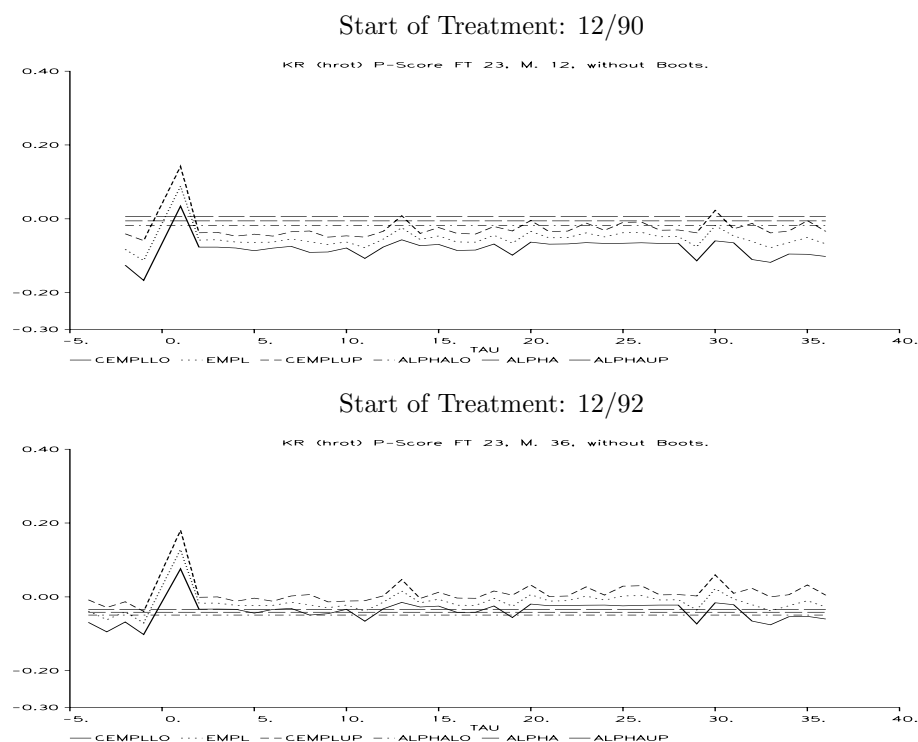 Start of Treatment: 12/90
KR (hrot) P-Score FT 23, M. 12, without Boots.
0.40
0.20
0.00
-0.20
-0.30
-5. 0. 5. 10. 15. 20. 25. 30. 35. 40.
TAU
CEMPLLO EMPL CEMPLUP ALPHALO ALPHA ALPHAUP
Start of Treatment: 12/92
KR (hrot) P-Score FT 23, M. 36, without Boots.
0.40
0.20
0.00
-0.20
-0.30
-5. 0. 5. 10. 15. 20. 25. 30. 35. 40.
TAU
CEMPLLO EMPL CEMPLUP ALPHALO ALPHA ALPHAUP